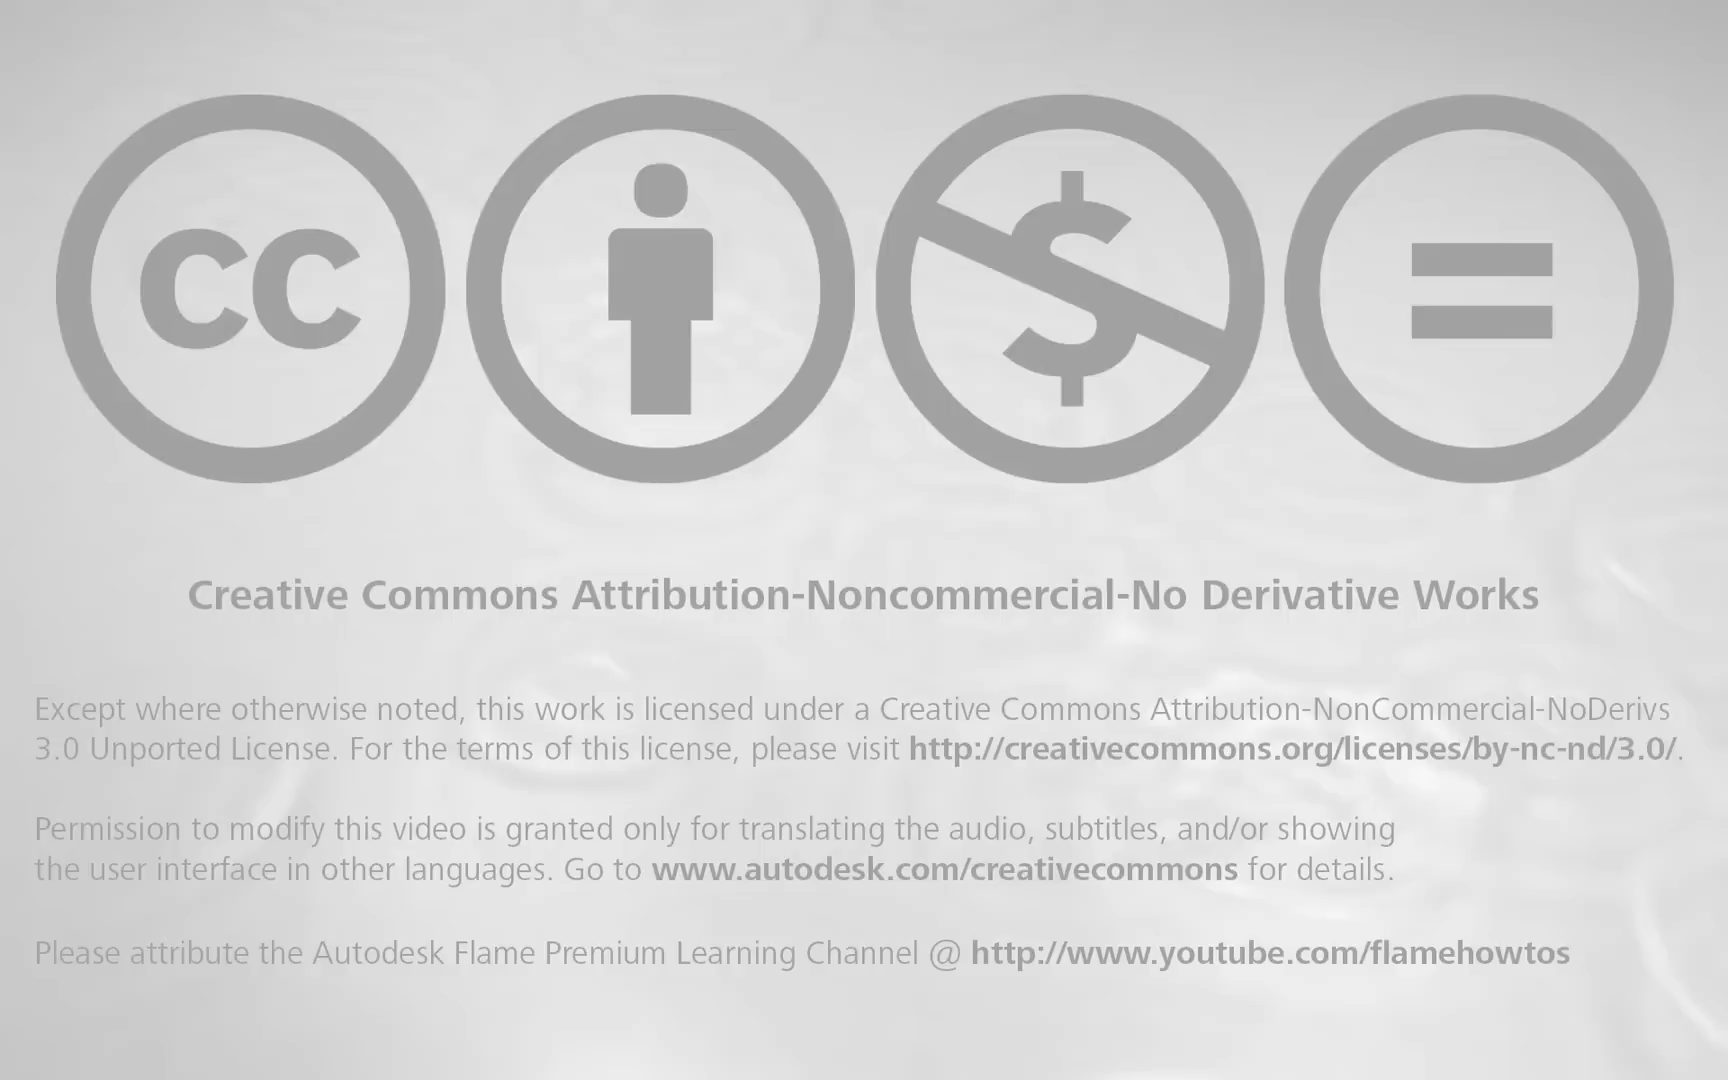 cc
$
=
Creative Commons Attribution-Noncommercial-No Derivative Works
Except where otherwise noted, this work is licensed under a Creative Commons Attribution-NonCommercial-NoDerivs
3.0 Unported License. For the terms of this license, please visit http://creativecommons.org/licenses/by-nc-nd/3.0/.
Permission to modify this video is granted only for translating the audio, subtitles, and/or showing
the user interface in other languages. Go to www.autodesk.com/creativecommons for details.
Please attribute the Autodesk Flame Premium Learning Channel @ http://www.youtube.com/flamehowtos